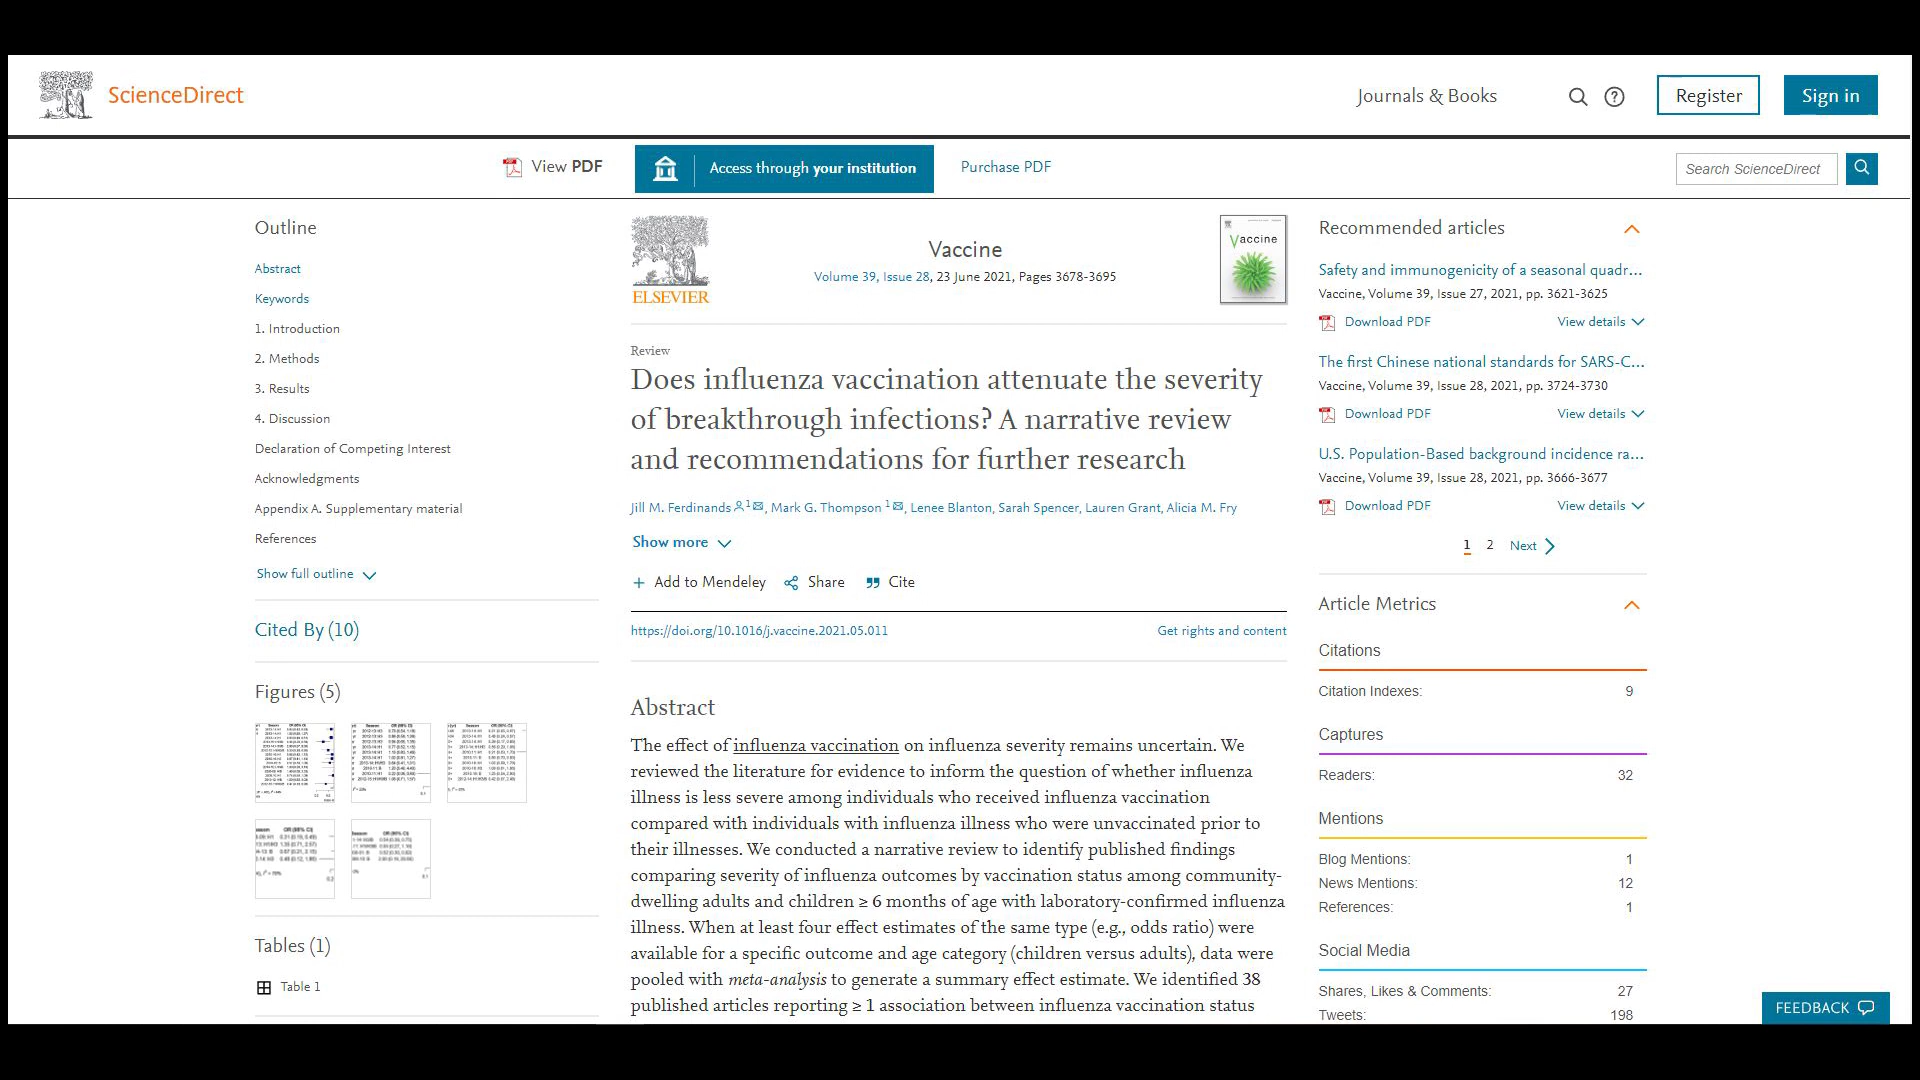 ScienceDirect
Journals & Books
Register
Sign in
View PDF
Access through your institution
Purchase PDF
Search ScienceDirect
Outline
Abstract
Keywords
1. Introduction
2. Methods
3. Results
4. Discussion
Declaration of Competing Interest
Acknowledgments
Appendix A. Supplementary material
References
Show full outline
Cited By (10)
Figures (5)
Tables (1)
Table 1
ELSEVIER
Vaccine
Volume 39, Issue 28, 23 June 2021, Pages 3678-3695
Vaccine
Review
Does influenza vaccination attenuate the severity
of breakthrough infections? A narrative review
and recommendations for further research
Jill M. Ferdinands 1, Mark G. Thompson 1, Lenee Blanton, Sarah Spencer, Lauren Grant, Alicia M. Fry
Show more
+ Add to Mendeley
Share
Cite
https://doi.org/10.1016/j.vaccine.2021.05.011
Get rights and content
Abstract
The effect of influenza vaccination on influenza severity remains uncertain. We
reviewed the literature for evidence to inform the question of whether influenza
illness is less severe among individuals who received influenza vaccination
compared with individuals with influenza illness who were unvaccinated prior to
their illnesses. We conducted a narrative review to identify published findings
comparing severity of influenza outcomes by vaccination status among community-
dwelling adults and children ≥ 6 months of age with laboratory-confirmed influenza
illness. When at least four effect estimates of the same type (e.g., odds ratio) were
available for a specific outcome and age category (children versus adults), data were
pooled with meta-analysis to generate a summary effect estimate. We identified 38
published articles reporting ≥ 1 association between influenza vaccination status
Recommended articles
Safety and immunogenicity of a seasonal quadr...
Vaccine, Volume 39, Issue 27, 2021, pp. 3621-3625
Download PDF
View details
The first Chinese national standards for SARS-C...
Vaccine, Volume 39, Issue 28, 2021, pp. 3724-3730
Download PDF
View details
U.S. Population-Based background incidence ra...
Vaccine, Volume 39, Issue 28, 2021, pp. 3666-3677
Download PDF
View details
1 2 Next
Article Metrics
Citations
Citation Indexes: 9
Captures
Readers: 32
Mentions
Blog Mentions: 1
News Mentions: 12
References: 1
Social Media
Shares, Likes & Comments: 27
Tweets: 198
FEEDBACK